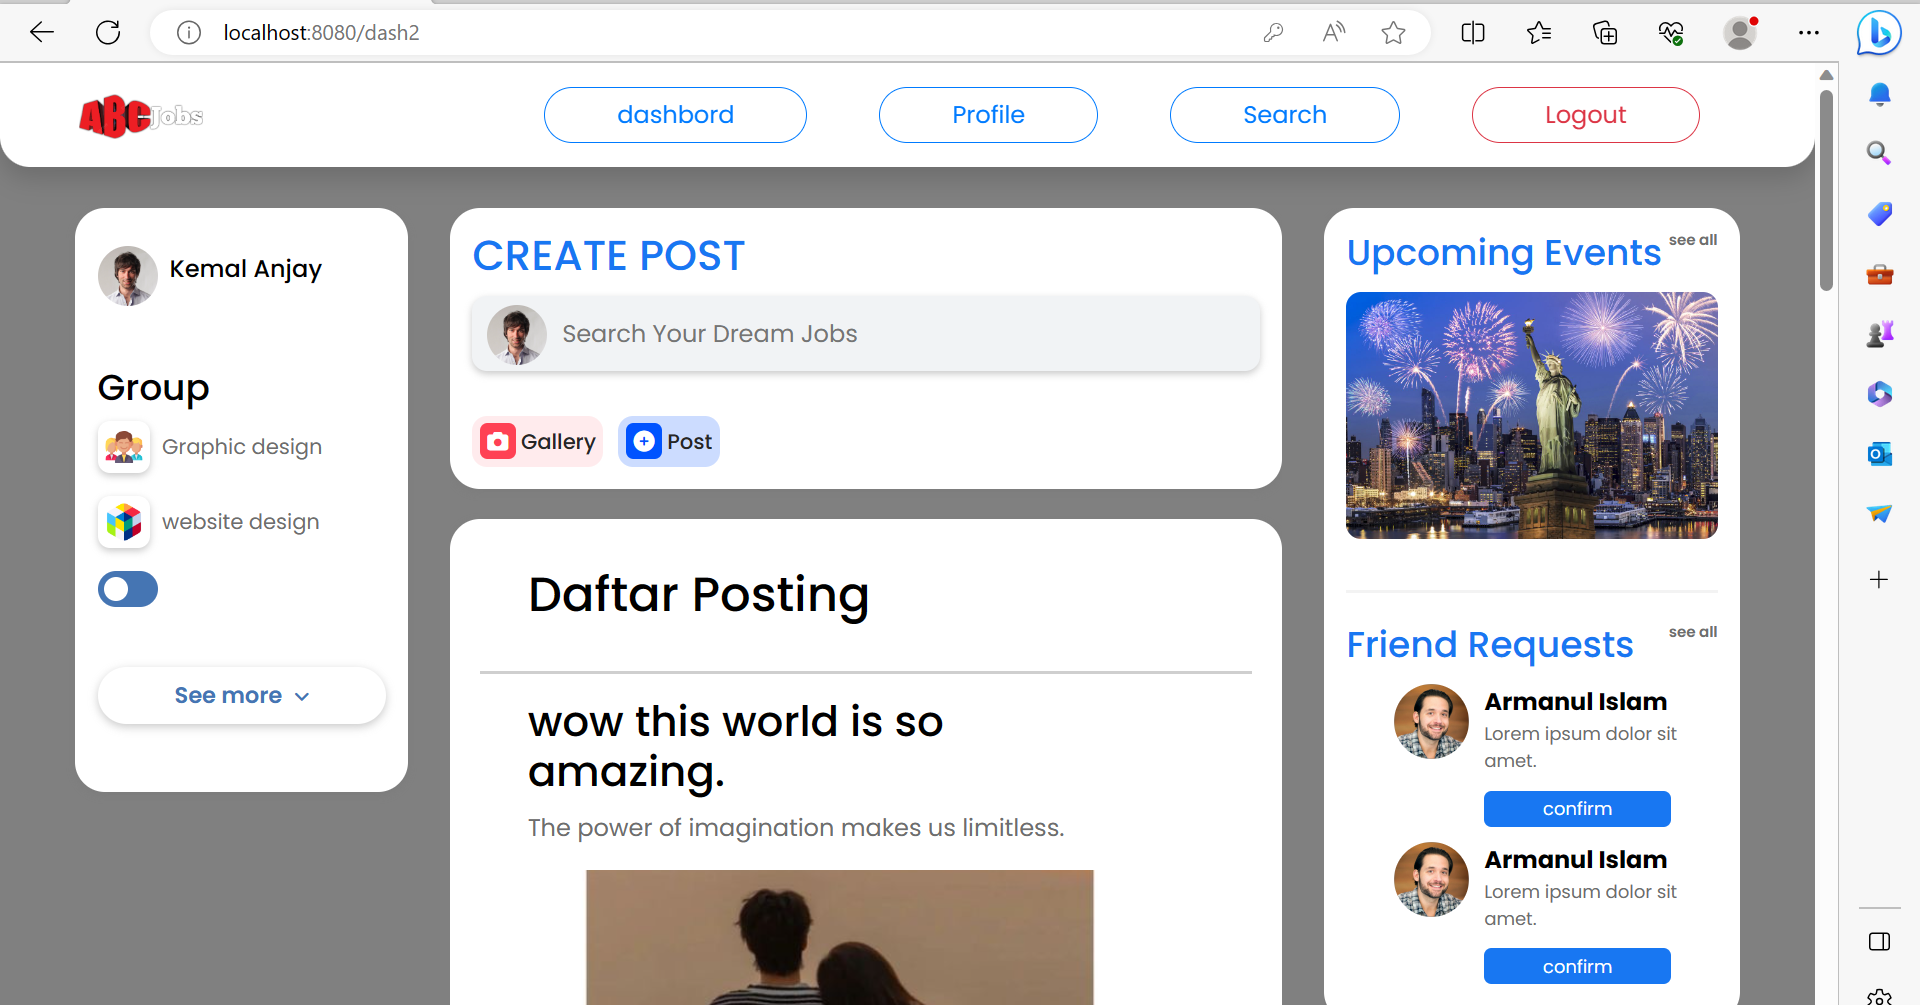 localhost:8080/dash2
ABC Jobs
dashbord
Profile
Search
Logout
Kemal Anjay
Group
Graphic design
website design
See more
CREATE POST
Search Your Dream Jobs
Gallery
Post
Daftar Posting
wow this world is so
amazing.
The power of imagination makes us limitless.
Upcoming Events
see all
Friend Requests
see all
Armanul Islam
Lorem ipsum dolor sit
amet.
confirm
Armanul Islam
Lorem ipsum dolor sit
amet.
confirm